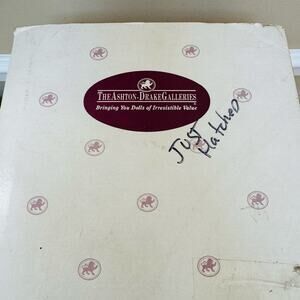 THE ASHTON-DRAKE GALLERIES
Bringing You Dolls of Irresistible Value
Just
Hatched